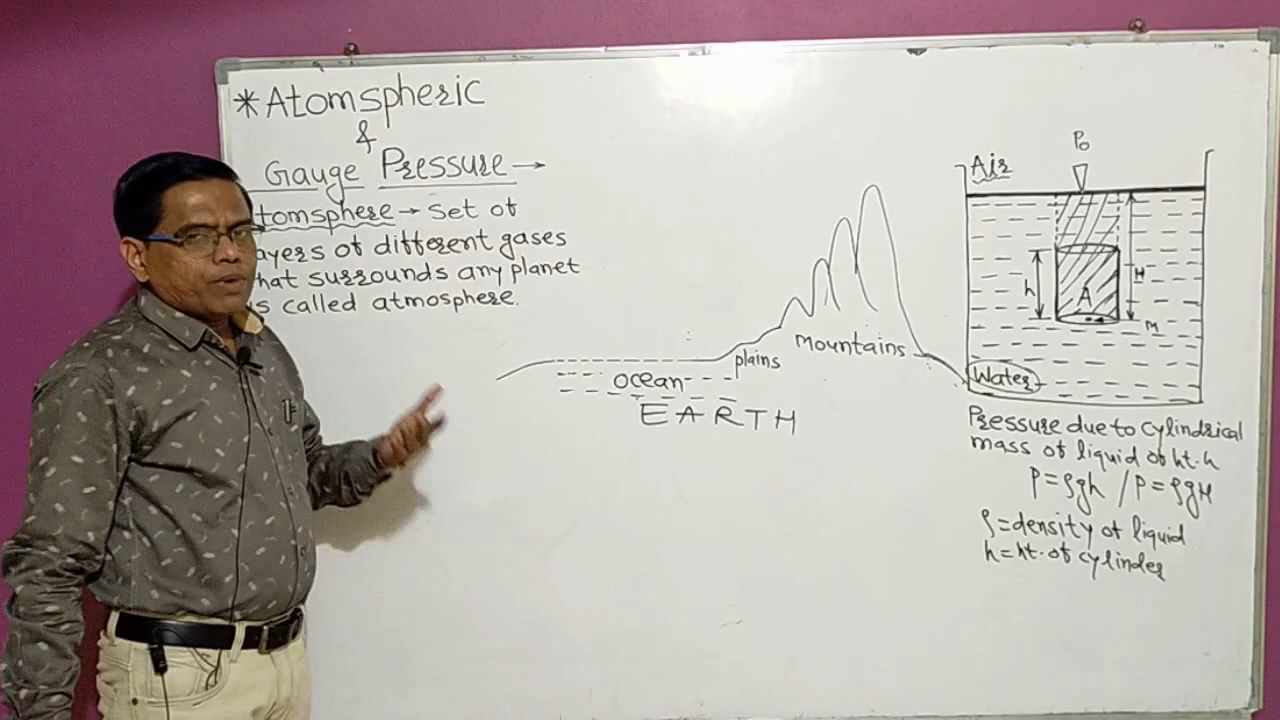 * Atomspheric
&
Gauge Pressure →
tomsphere → Set of
ayers of different gases
hat surrounds any planet
s called atmosphere.
ocean
EARTH
plains
Mountains
P₀
Air
h
A
H
M
Water
Pressure due to cylindrical
mass of liquid of ht. h
P = ρgh / P = ρgH
ρ = density of liquid
h = ht. of cylinder